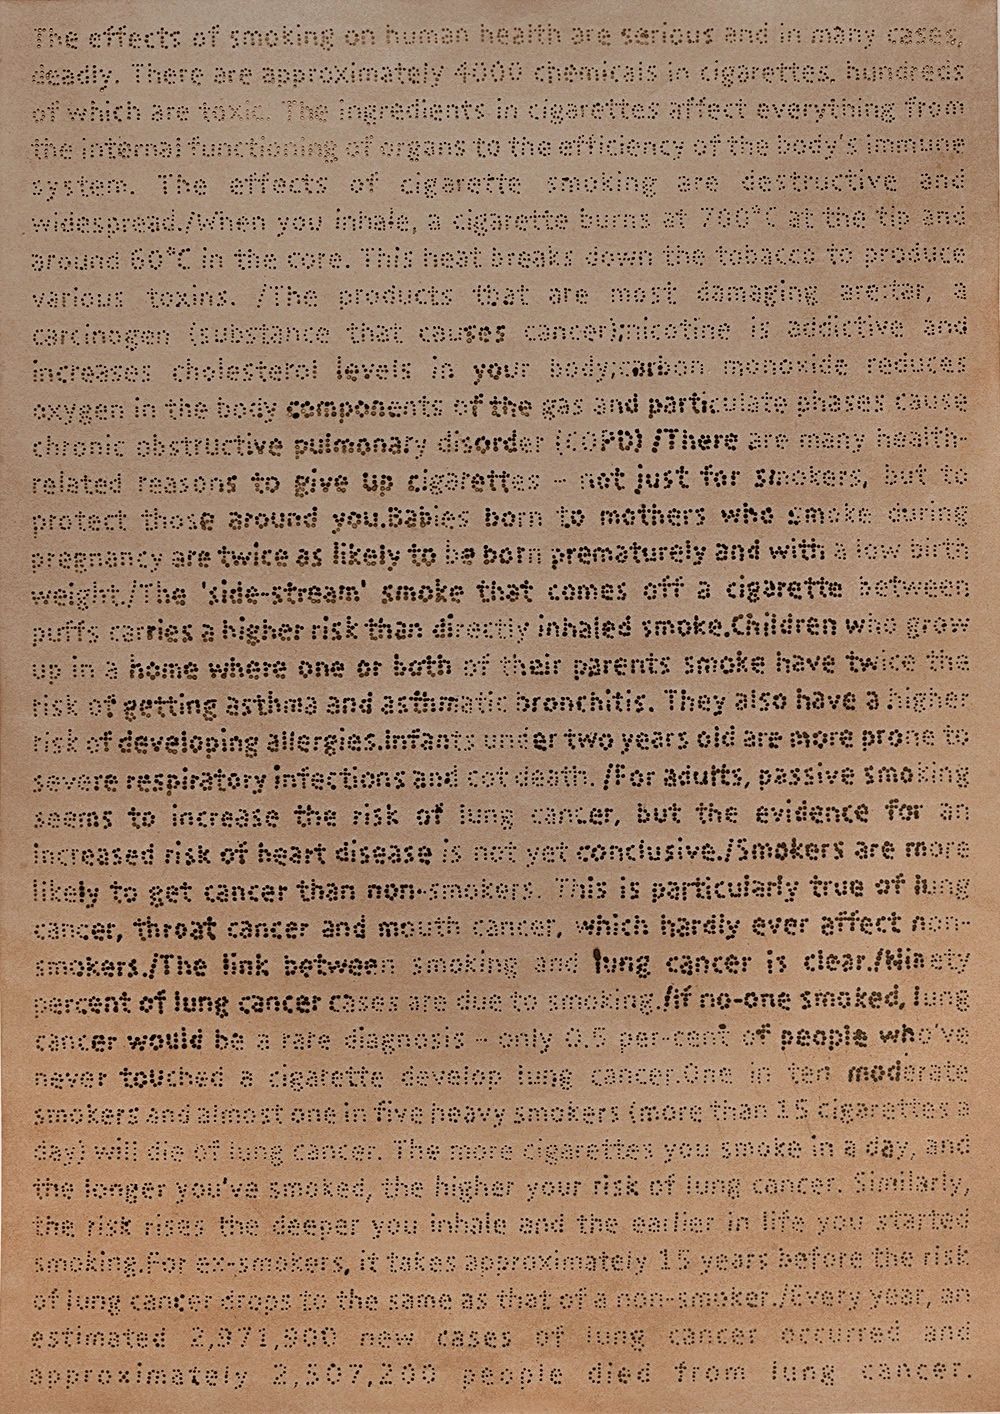 The effects of smoking on human health are serious and in many cases,
deadly. There are approximately 4000 chemicals in cigarettes, hundreds
of which are toxic. The ingredients in cigarettes affect everything from
the internal functioning of organs to the efficiency of the body's immune
system. The effects of cigarette smoking are destructive and
widespread./When you inhale, a cigarette burns at 700°C at the tip and
around 60°C in the core. This heat breaks down the tobacco to produce
various toxins. /The products that are most damaging are:tar, a
carcinogen (substance that causes cancer);nicotine is addictive and
increases cholesterol levels in your body;carbon monoxide reduces
oxygen in the body components of the gas and particulate phases cause
chronic obstructive pulmonary disorder (COPD) /There are many health-
related reasons to give up cigarettes - not just for smokers, but to
protect those around you.Babies born to mothers who smoke during
pregnancy are twice as likely to be born prematurely and with a low birth
weight./The 'side-stream' smoke that comes off a cigarette between
puffs carries a higher risk than directly inhaled smoke.Children who grow
up in a home where one or both of their parents smoke have twice the
risk of getting asthma and asthmatic bronchitis. They also have a higher
risk of developing allergies.Infants under two years old are more prone to
severe respiratory infections and cot death. /For adults, passive smoking
seems to increase the risk of lung cancer, but the evidence for an
increased risk of heart disease is not yet conclusive./Smokers are more
likely to get cancer than non-smokers. This is particularly true of lung
cancer, throat cancer and mouth cancer, which hardly ever affect non-
smokers./The link between smoking and lung cancer is clear./Ninety
percent of lung cancer cases are due to smoking./If no-one smoked, lung
cancer would be a rare diagnosis - only 0.5 per-cent of people who've
never touched a cigarette develop lung cancer.One in ten moderate
smokers and almost one in five heavy smokers (more than 15 cigarettes a
day) will die of lung cancer. The more cigarettes you smoke in a day, and
the longer you've smoked, the higher your risk of lung cancer. Similarly,
the risk rises the deeper you inhale and the earlier in life you started
smoking.For ex-smokers, it takes approximately 15 years before the risk
of lung cancer drops to the same as that of a non-smoker./Every year, an
estimated 2,971,900 new cases of lung cancer occurred and
approximately 2,507,200 people died from lung cancer.